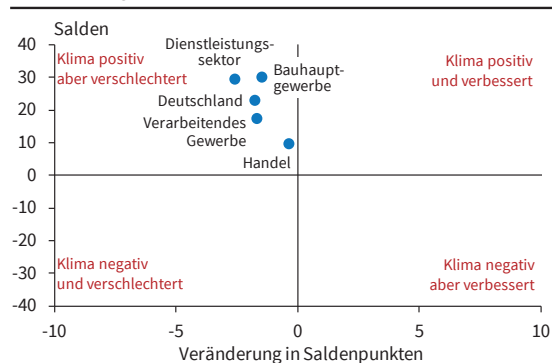 Salden
40
30
20
10
0
-10
-20
-30
-40
Klima positiv
aber verschlechtert
Dienstleistungs-
sektor
Bauhaupt-
gewerbe
Deutschland
Verarbeitendes
Gewerbe
Handel
Klima positiv
und verbessert
Klima negativ
und verschlechtert
Klima negativ
aber verbessert
-10
-5
0
5
10
Veränderung in Saldenpunkten